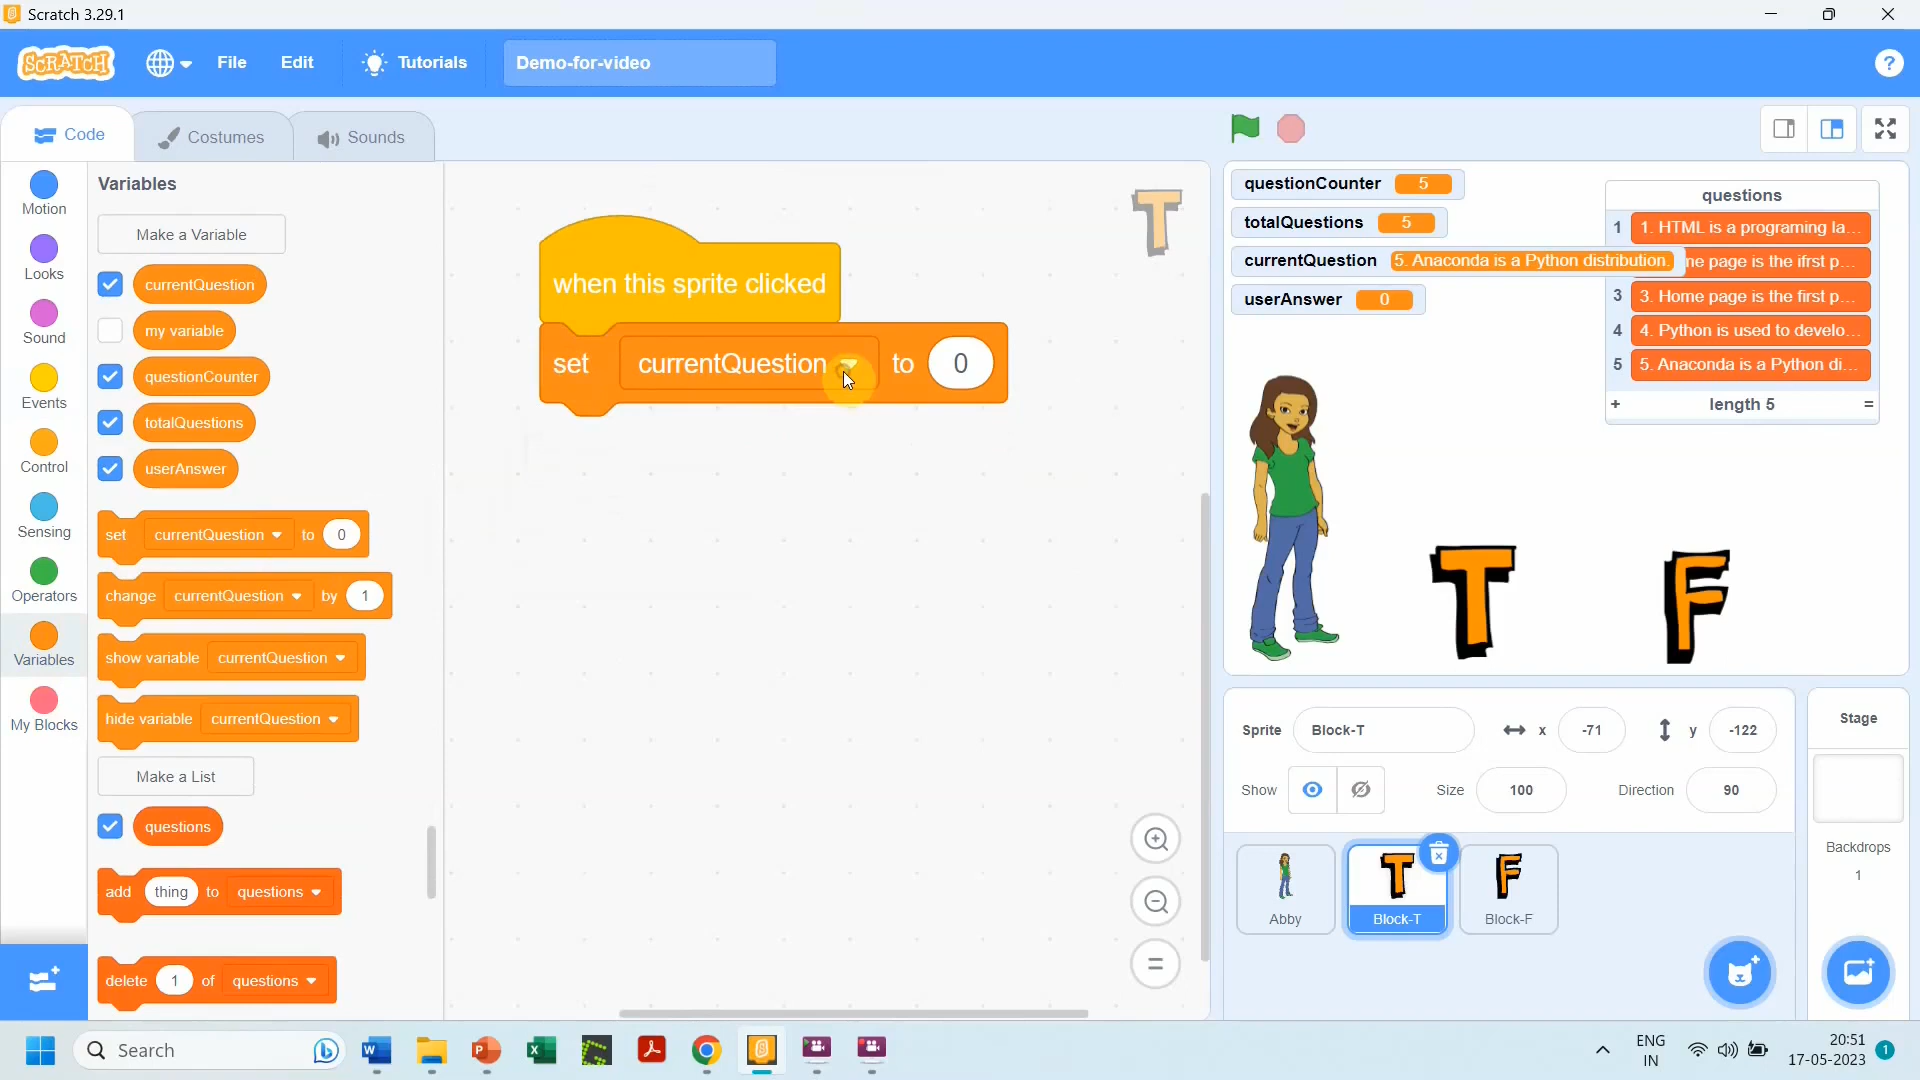 Scratch 3.29.1
SCRATCH
File
Edit
Tutorials
Demo-for-video
?
Code
Costumes
Sounds
Motion
Looks
Sound
Events
Control
Sensing
Operators
Variables
My Blocks
Variables
Make a Variable
currentQuestion
my variable
questionCounter
totalQuestions
userAnswer
set currentQuestion to 0
change currentQuestion by 1
show variable currentQuestion
hide variable currentQuestion
Make a List
questions
add thing to questions
delete 1 of questions
when this sprite clicked
set currentQuestion to 0
T
questionCounter 5
totalQuestions 5
currentQuestion 5. Anaconda is a Python distribution.
userAnswer 0
questions
1 1. HTML is a programing la...
me page is the ifrst p...
3 3. Home page is the first p...
4 4. Python is used to develo...
5 5. Anaconda is a Python di...
+ length 5 =
T F
Sprite Block-T x -71 y -122
Show Size 100 Direction 90
Abby
T
Block-T
F
Block-F
Stage
Backdrops
1
Search
ENG
IN
20:51
17-05-2023
1